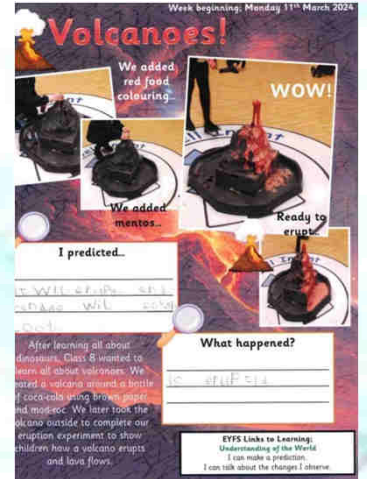 Week beginning; Monday 11th March 2024
Volcanoes!
We added
red food
colouring...
WOW!
We added
mentos...
Ready to
erupt...
I predicted...
it wil erupt and
wil
What happened?
it erupted
After learning all about
dinosaurs, Class B wanted to
learn all about volcanoes. We
created a volcano around a bottle
of coca-cola using brown paper
and mod-roc. We later took the
volcano outside to complete our
eruption experiment to show
children how a volcano erupts
and lava flows.
EYFS Links to Learning;
Understanding of the World
I can make a prediction.
I can talk about the changes I observe.